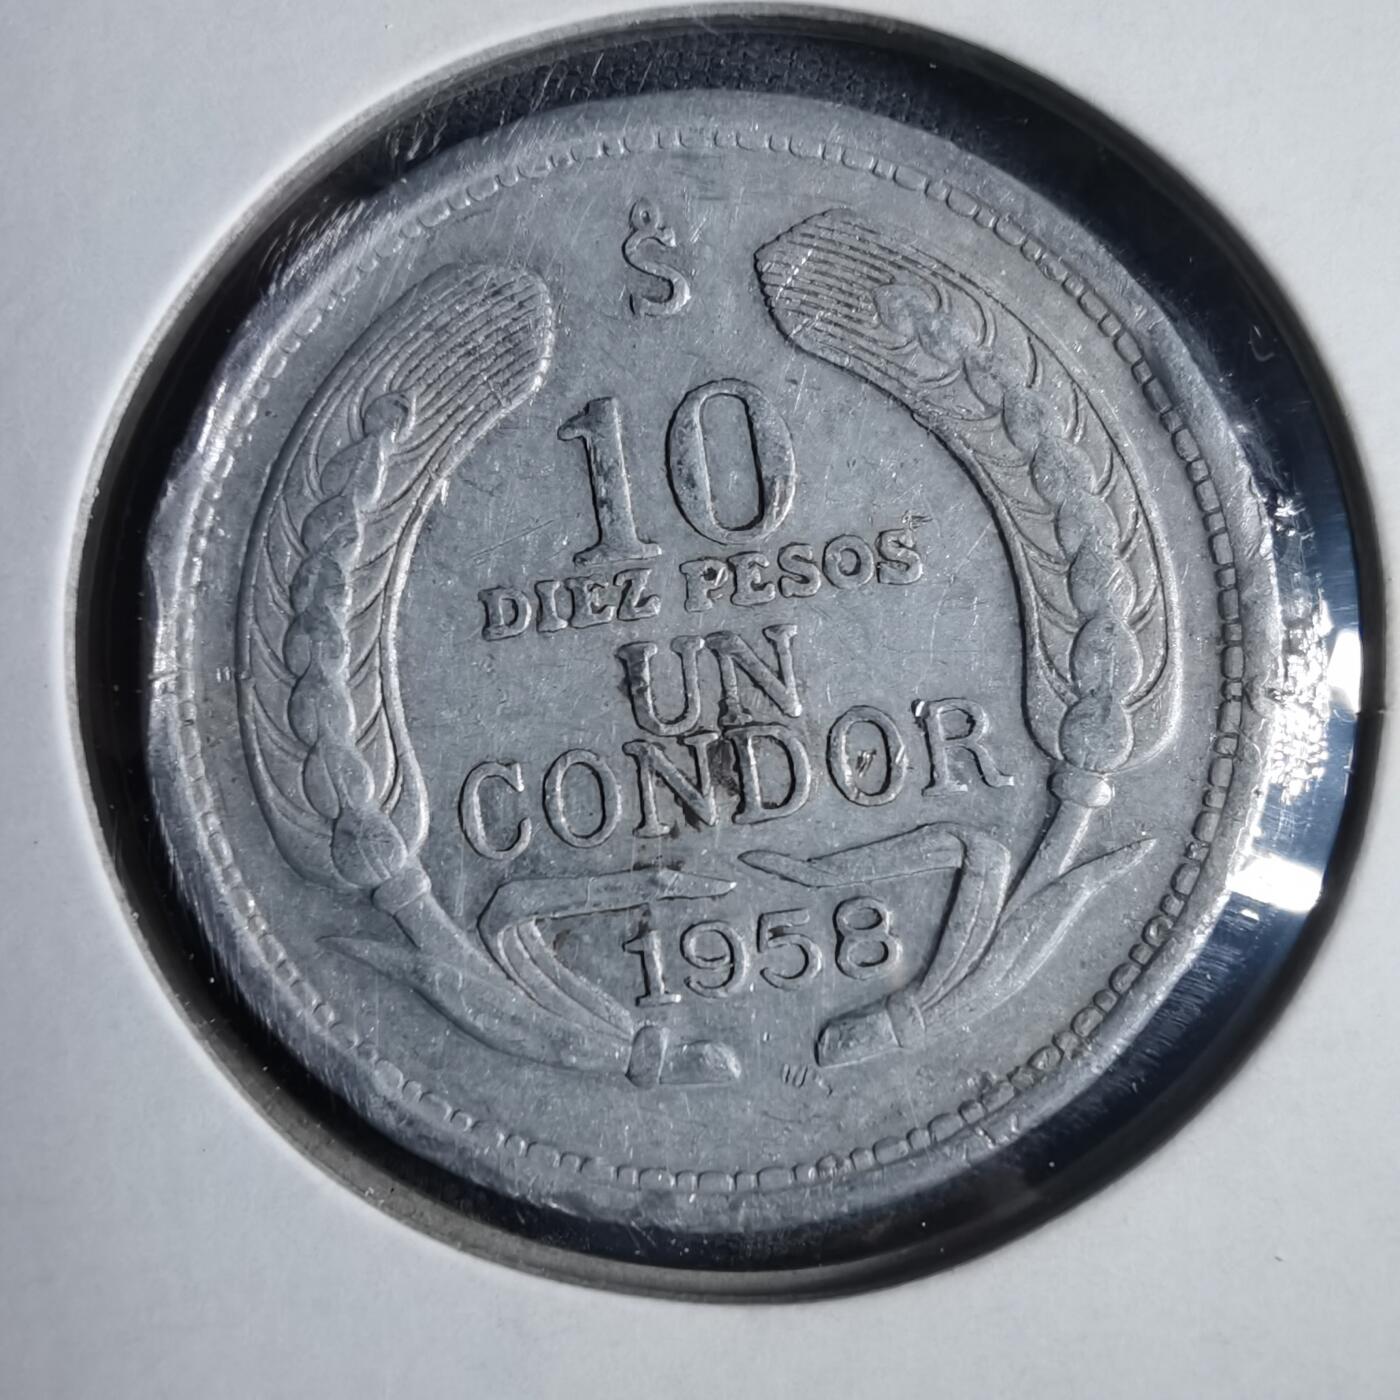 S̊
10
DIEZ PESOS
UN
CONDOR
1958